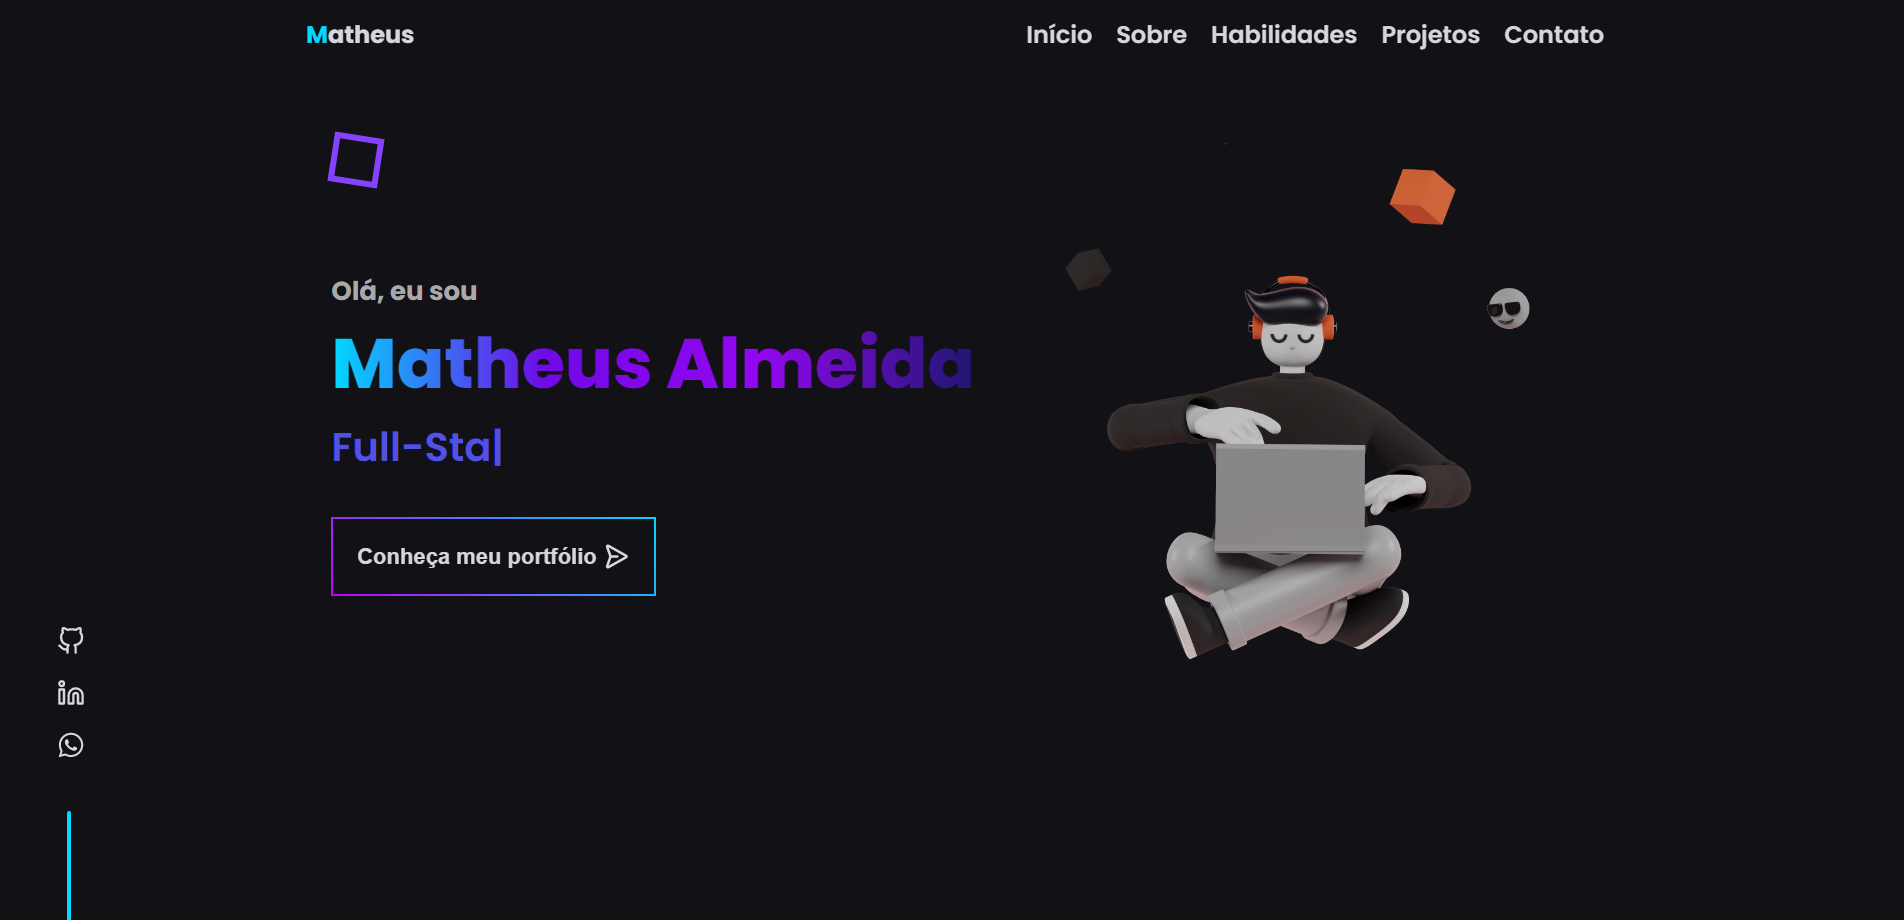 Matheus
Início Sobre Habilidades Projetos Contato
Olá, eu sou
Matheus Almeida
Full-Sta|
Conheça meu portfólio